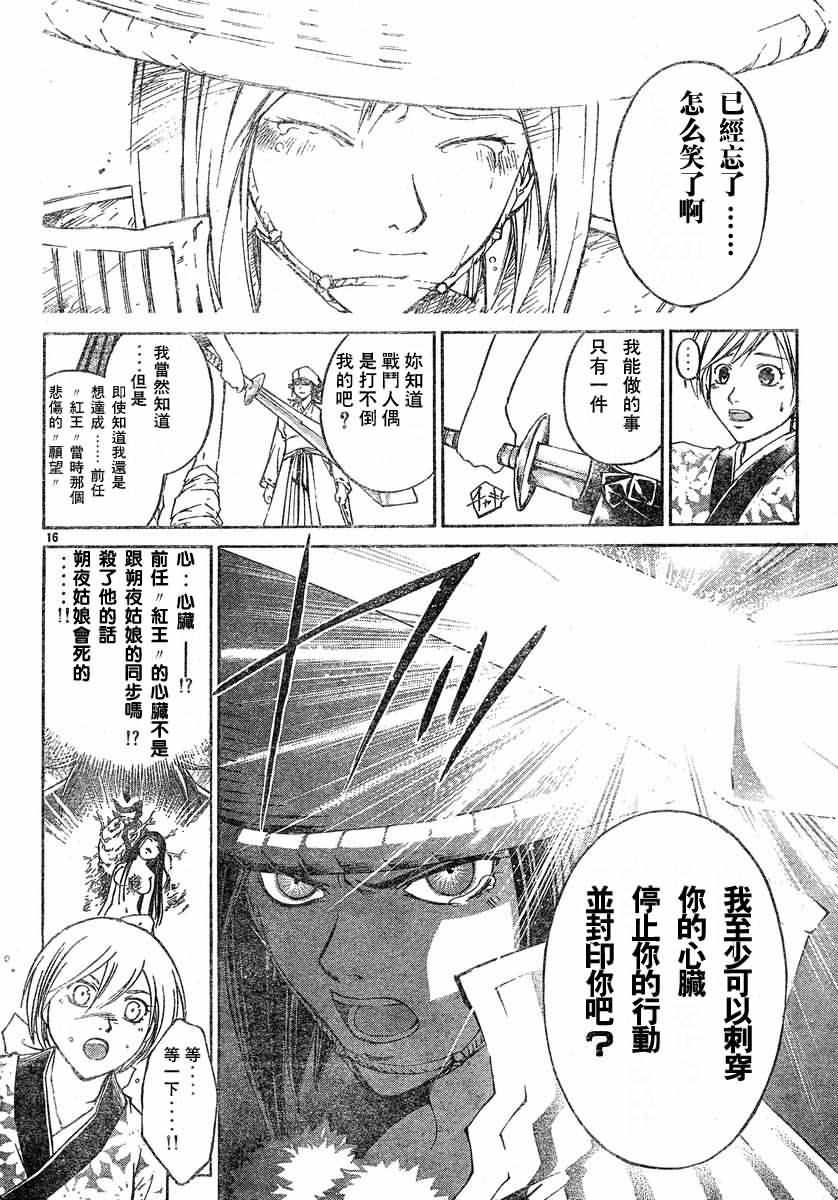 已經忘了……
怎么笑了啊
……
我能做的事
只有一件
妳知道
戰鬥人偶
是打不倒
我的吧？
我當然知道
……但是
即使知道我還是
想達成……前任
〃紅王〃當時那個
悲傷的〃願望〃
我至少可以刺穿
你的心臟
停止你的行動
並封印你吧？
心‥心臟——!?
前任〃紅王〃的心臟不是
跟朔夜姑娘的同步嗎!?
殺了他的話
朔夜姑娘會死的
……!!
等‥‥
等一下‥‥!!
16